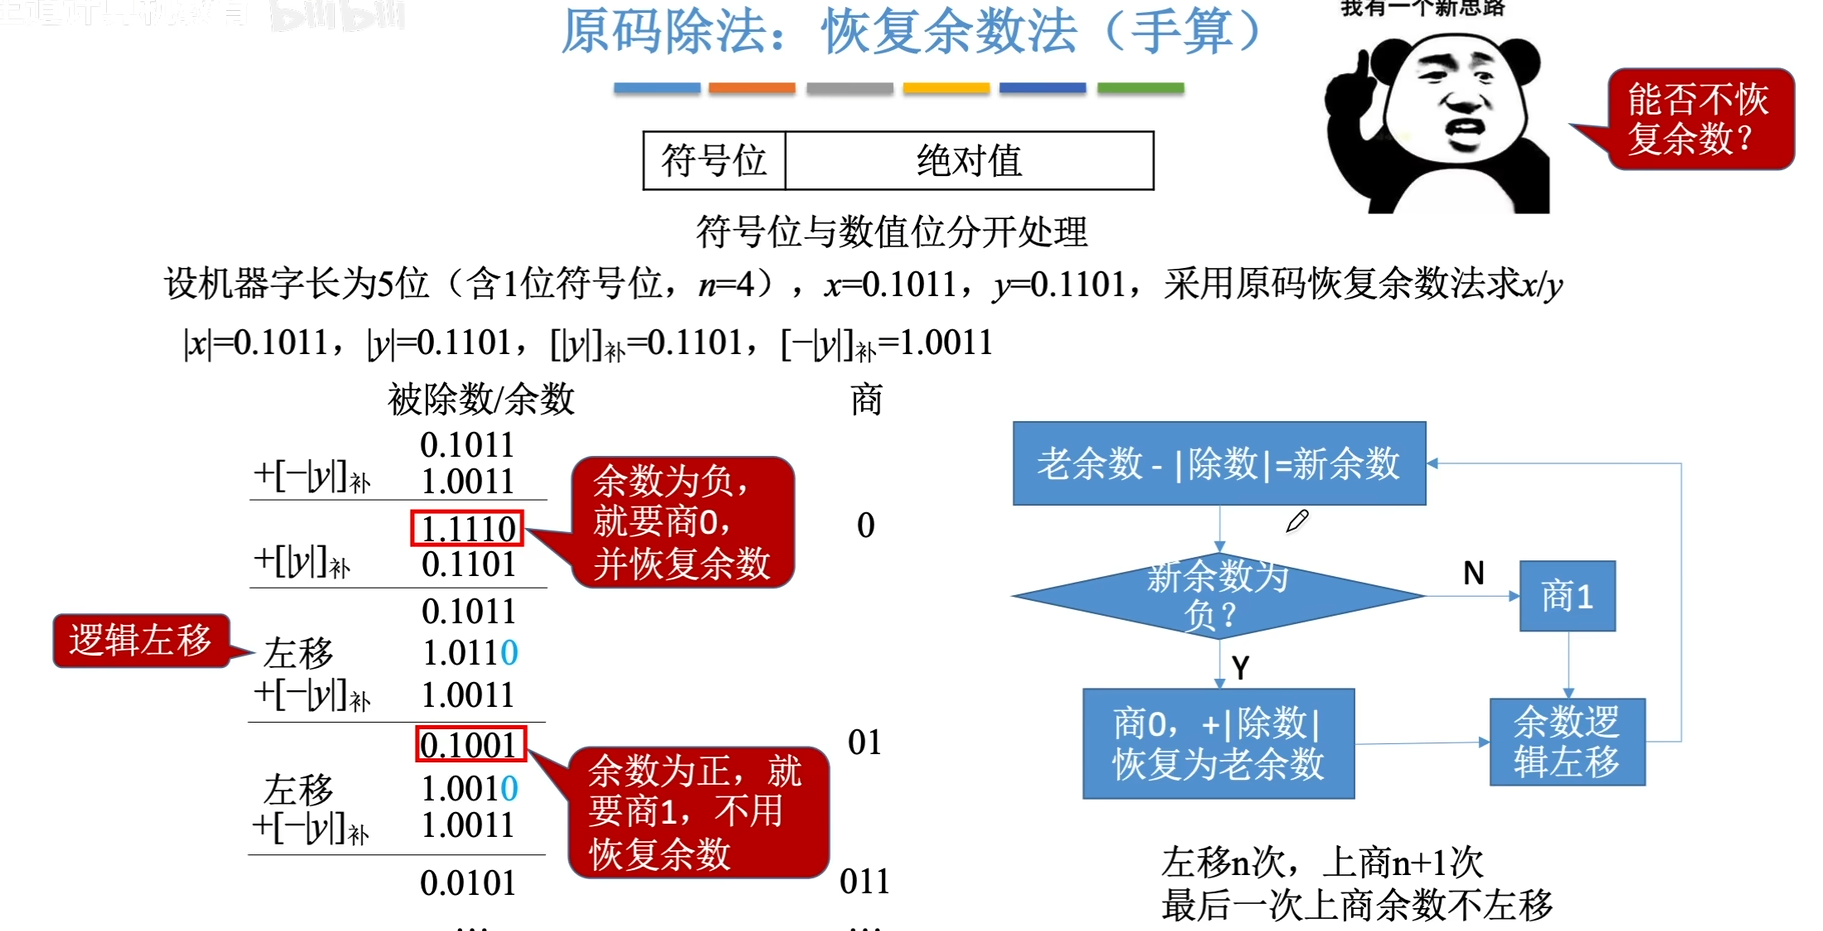 bilibili
我有一个新思路
原码除法：恢复余数法（手算）
能否不恢
复余数？
符号位 绝对值
符号位与数值位分开处理
设机器字长为5位（含1位符号位，n=4），x=0.1011，y=0.1101，采用原码恢复余数法求x/y
|x|=0.1011，|y|=0.1101，[|y|]补=0.1101，[−|y|]补=1.0011
被除数/余数 商
0.1011
+[−|y|]补 1.0011
1.1110 0
+[|y|]补 0.1101
余数为负，
就要商0，
并恢复余数
0.1011
逻辑左移
左移 1.0110
+[−|y|]补 1.0011
0.1001 01
左移 1.0010
+[−|y|]补 1.0011
余数为正，就
要商1，不用
恢复余数
0.0101 011
... ...
老余数 - |除数|=新余数
新余数为
负？
N
商1
Y
商0，+|除数|
恢复为老余数
余数逻
辑左移
左移n次，上商n+1次
最后一次上商余数不左移